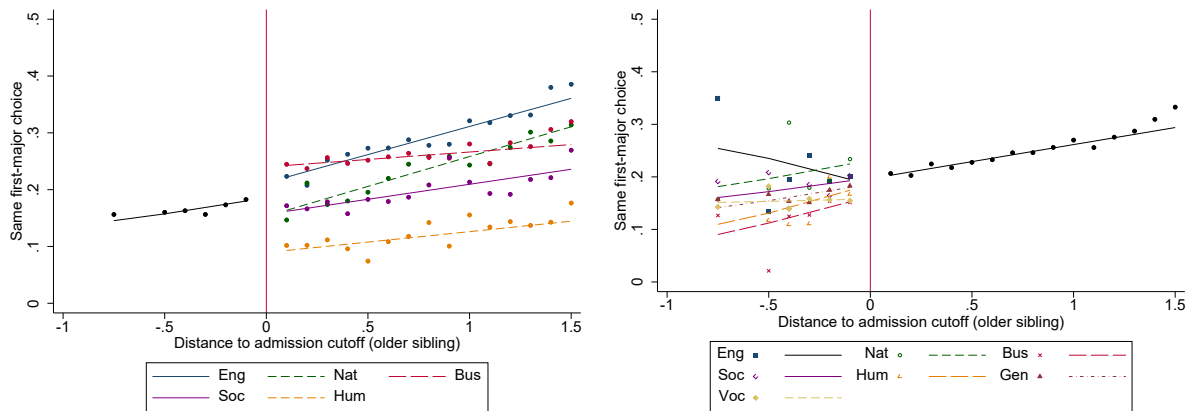 Same first-major choice
.5
.4
.3
.2
.1
0
-1
-.5
0
.5
1
1.5
Distance to admission cutoff (older sibling)
Eng Nat Bus
Soc Hum
Same first-major choice
.5
.4
.3
.2
.1
0
-1
-.5
0
.5
1
1.5
Distance to admission cutoff (older sibling)
Eng Nat Bus
Soc Hum Gen
Voc